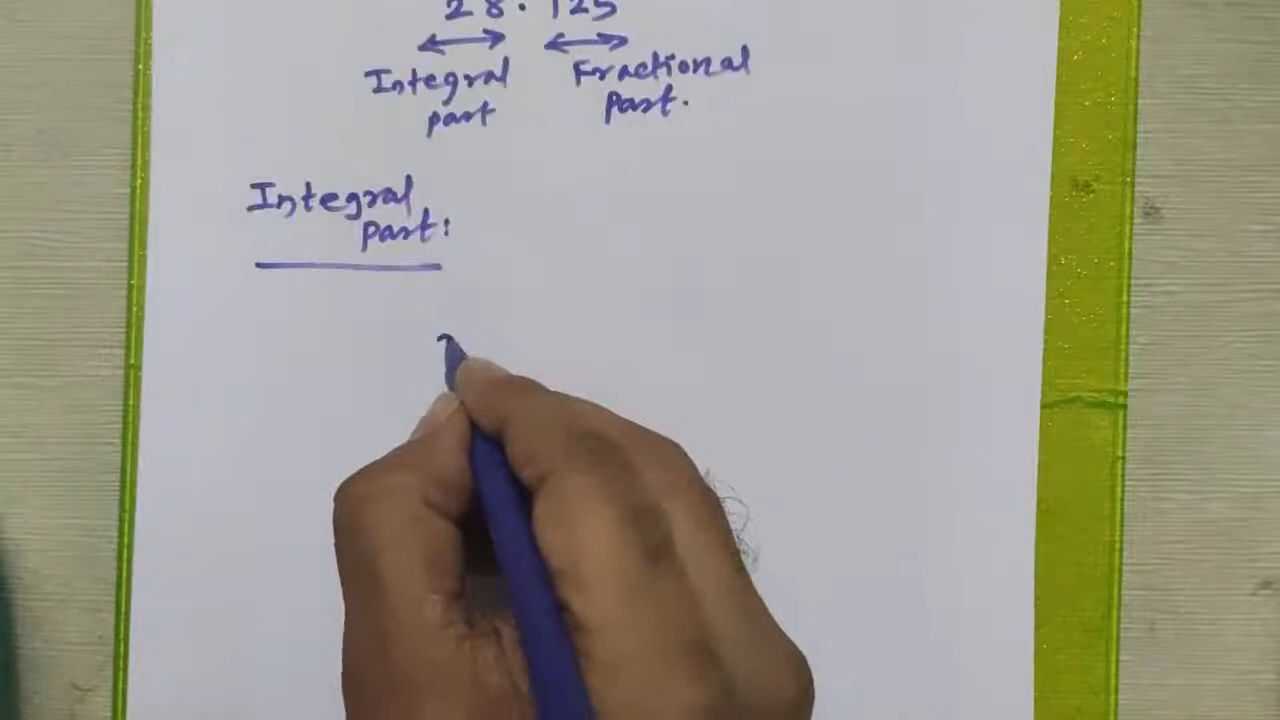 28.125
Integral Fractional
part part.
Integral
part: